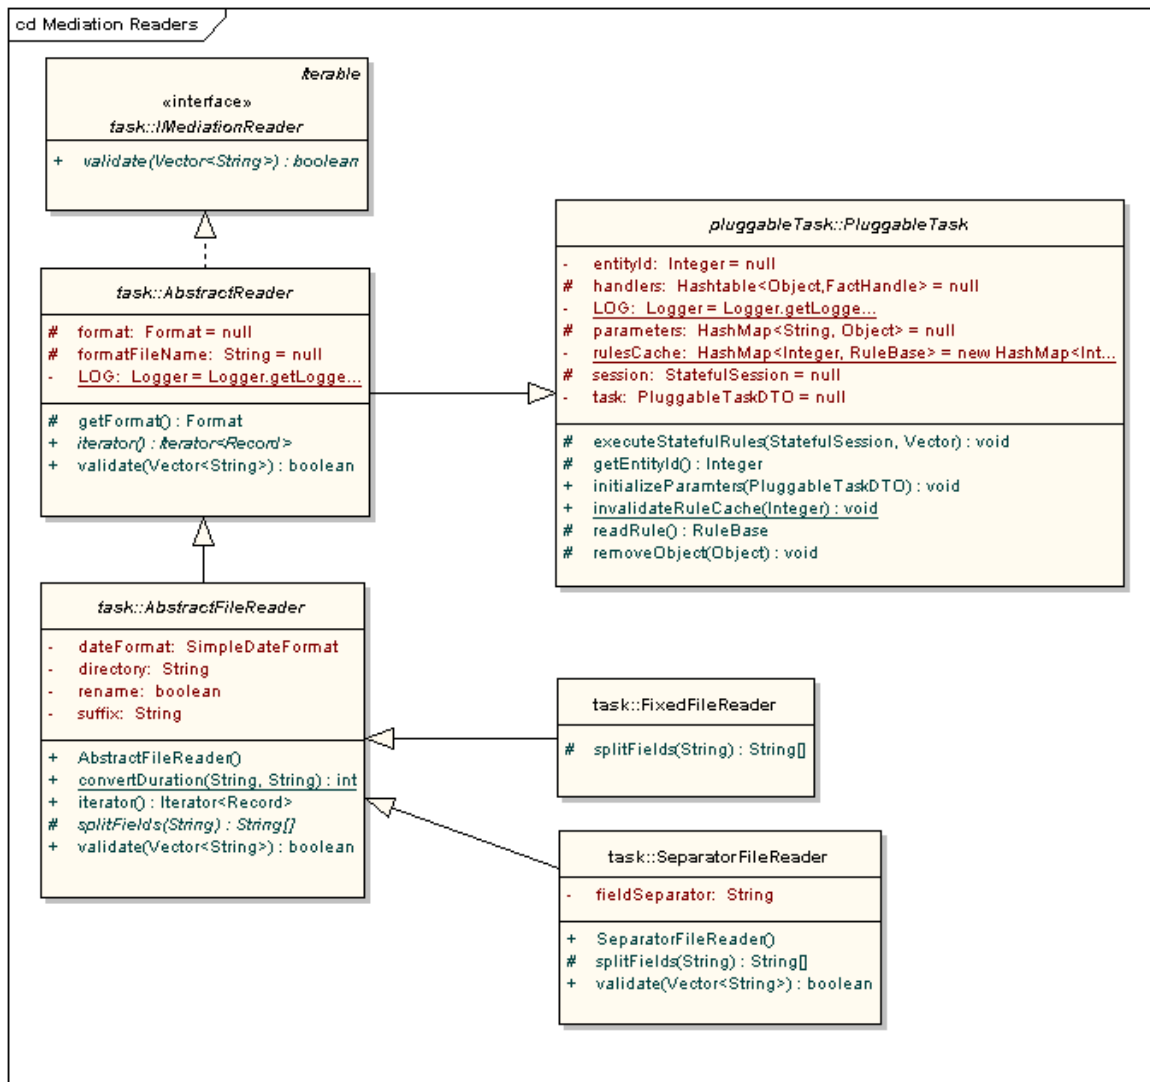 cd Mediation Readers
Iterable
«interface»
task::IMediationReader
+ validate(Vector<String>) : boolean
pluggableTask::PluggableTask
- entityId: Integer = null
# handlers: Hashtable<Object,FactHandle> = null
- LOG: Logger = Logger.getLogge...
# parameters: HashMap<String, Object> = null
- rulesCache: HashMap<Integer, RuleBase> = new HashMap<Int...
# session: StatefulSession = null
- task: PluggableTaskDTO = null
# executeStatefulRules(StatefulSession, Vector) : void
# getEntityId() : Integer
+ initializeParamters(PluggableTaskDTO) : void
+ invalidateRuleCache(Integer) : void
# readRule() : RuleBase
# removeObject(Object) : void
task::AbstractReader
# format: Format = null
# formatFileName: String = null
- LOG: Logger = Logger.getLogge...
# getFormat() : Format
+ iterator() : Iterator<Record>
+ validate(Vector<String>) : boolean
task::AbstractFileReader
- dateFormat: SimpleDateFormat
- directory: String
- rename: boolean
- suffix: String
+ AbstractFileReader()
+ convertDuration(String, String) : int
+ iterator() : Iterator<Record>
# splitFields(String) : String[]
+ validate(Vector<String>) : boolean
task::FixedFileReader
# splitFields(String) : String[]
task::SeparatorFileReader
- fieldSeparator: String
+ SeparatorFileReader()
# splitFields(String) : String[]
+ validate(Vector<String>) : boolean